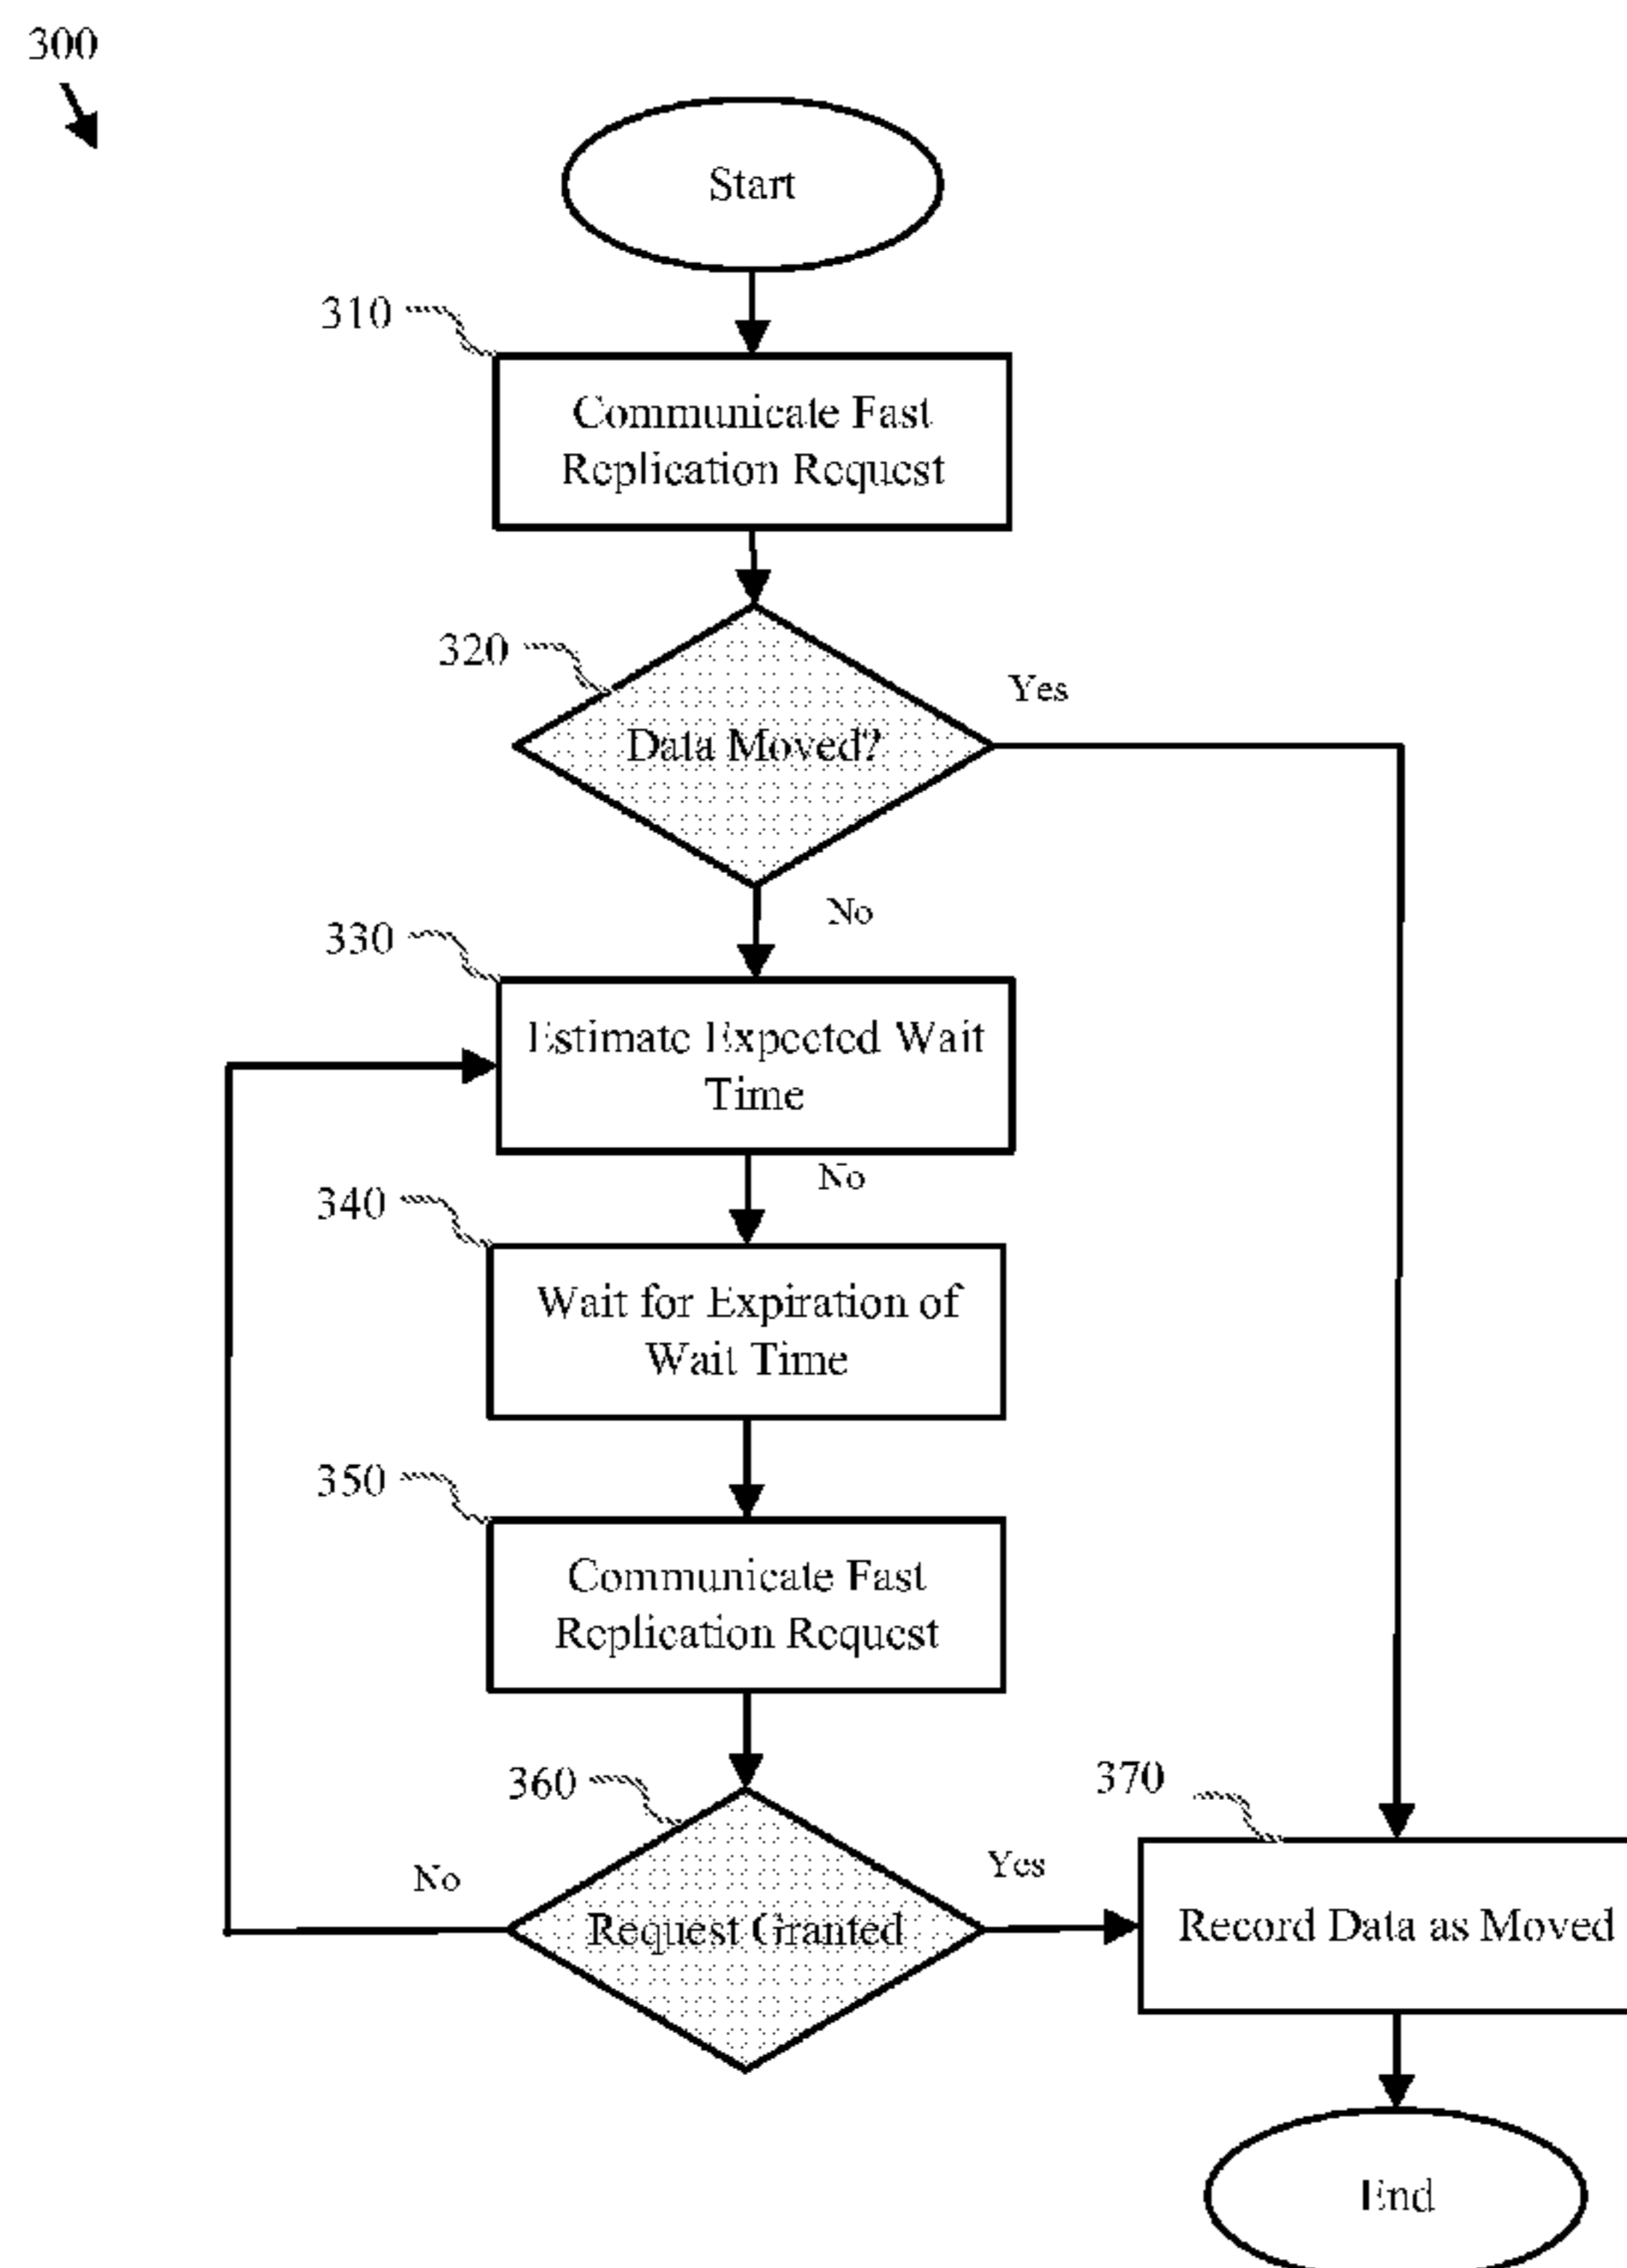 300
Start
310
Communicate Fast
Replication Request
320
Data Moved?
Yes
No
330
Estimate Expected Wait
Time
No
340
Wait for Expiration of
Wait Time
350
Communicate Fast
Replication Request
360
Request Granted
No
Yes
370
Record Data as Moved
End